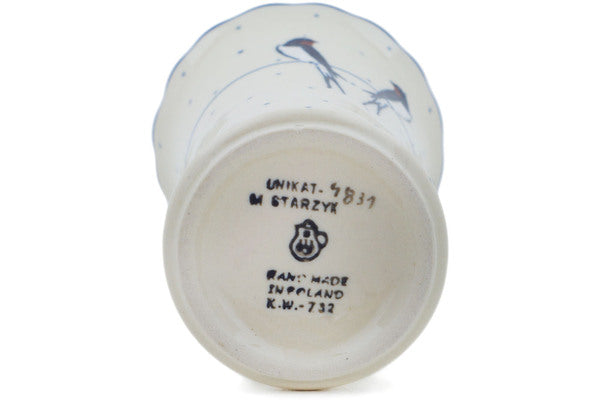 UNIKAT- 4831
M STARZYK
HAND MADE
IN POLAND
K.W.-732